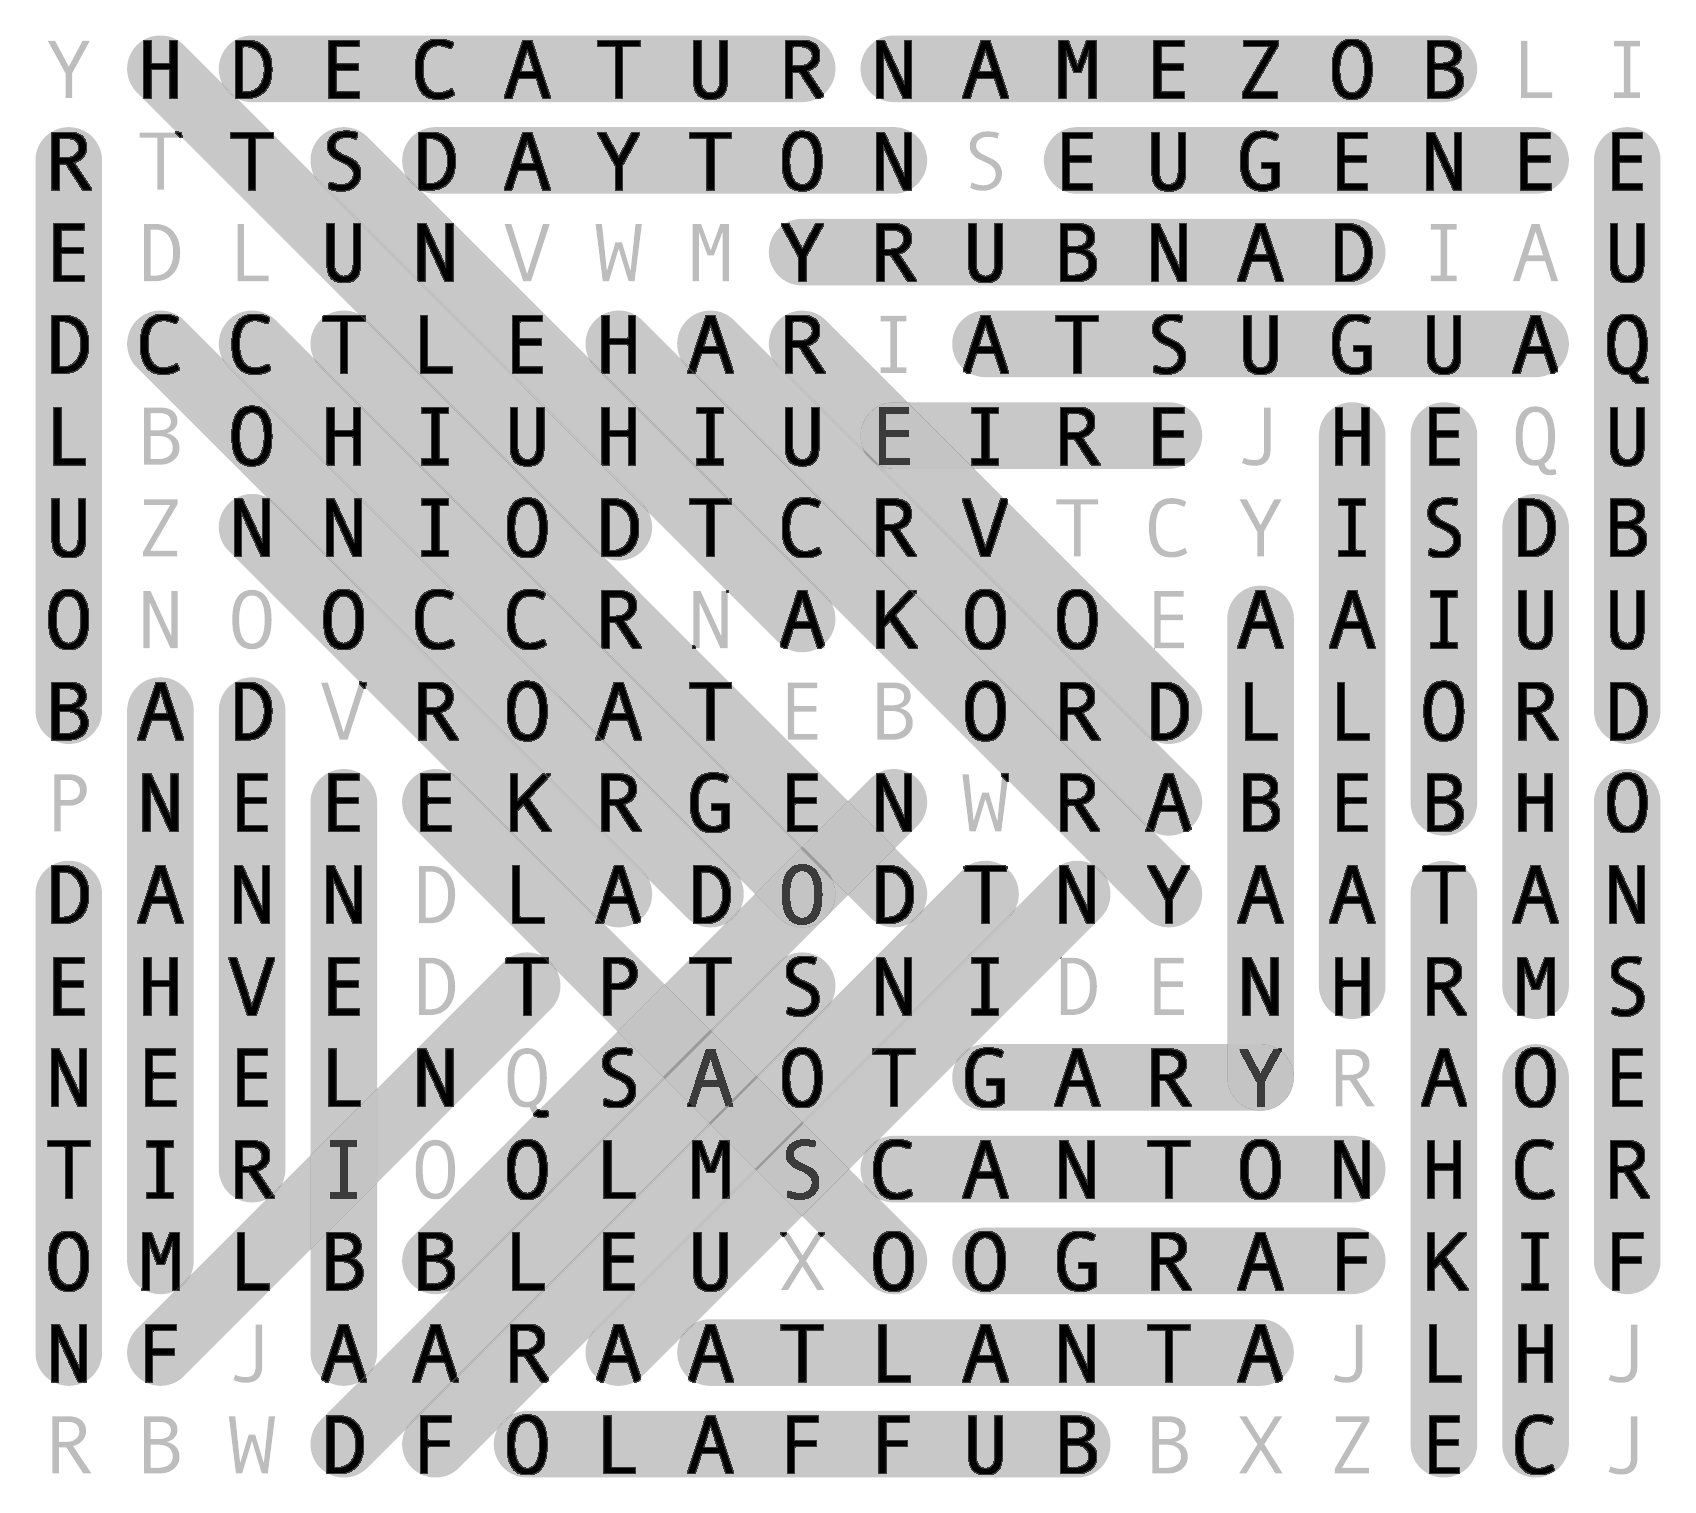 Y H D E C A T U R N A M E Z O B L I
R T T S D A Y T O N S E U G E N E E
E D L U N V W M Y R U B N A D I A U
D C C T L E H A R I A T S U G U A Q
L B O H I U H I U E I R E J H E Q U
U Z N N I O D T C R V T C Y I S D B
O N O O C C R N A K O O E A A I U U
B A D V R O A T E B O R D L L O R D
P N E E E K R G E N W R A B E B H O
D A N N D L A D O D T N Y A A T A N
E H V E D T P T S N I D E N H R M S
N E E L N Q S A O T G A R Y R A O E
T I R I O O L M S C A N T O N H C R
O M L B B L E U X O O G R A F K I F
N F J A A R A A T L A N T A J L H J
R B W D F O L A F F U B B X Z E C J